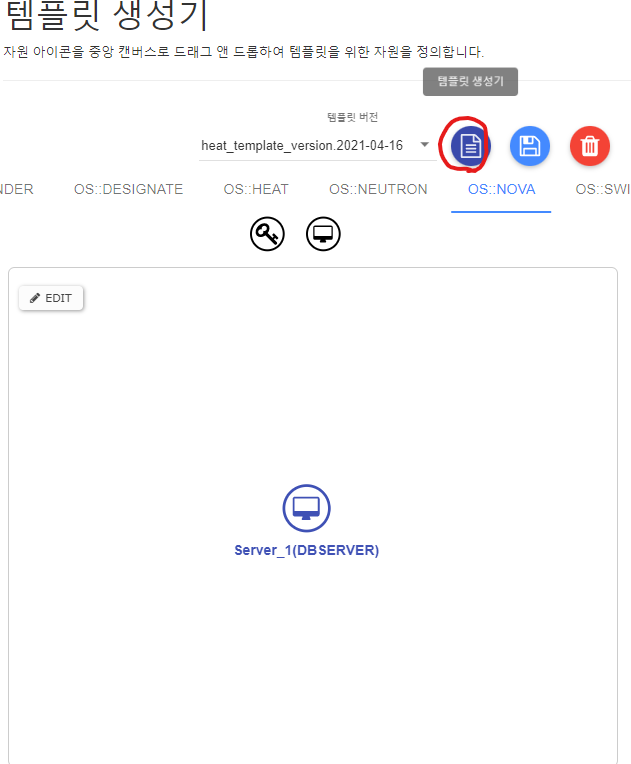 템플릿 생성기
자원 아이콘을 중앙 캔버스로 드래그 앤 드롭하여 템플릿을 위한 자원을 정의합니다.
템플릿 생성기
템플릿 버전
heat_template_version.2021-04-16
NDER OS::DESIGNATE OS::HEAT OS::NEUTRON OS::NOVA OS::SWI
EDIT
Server_1(DBSERVER)